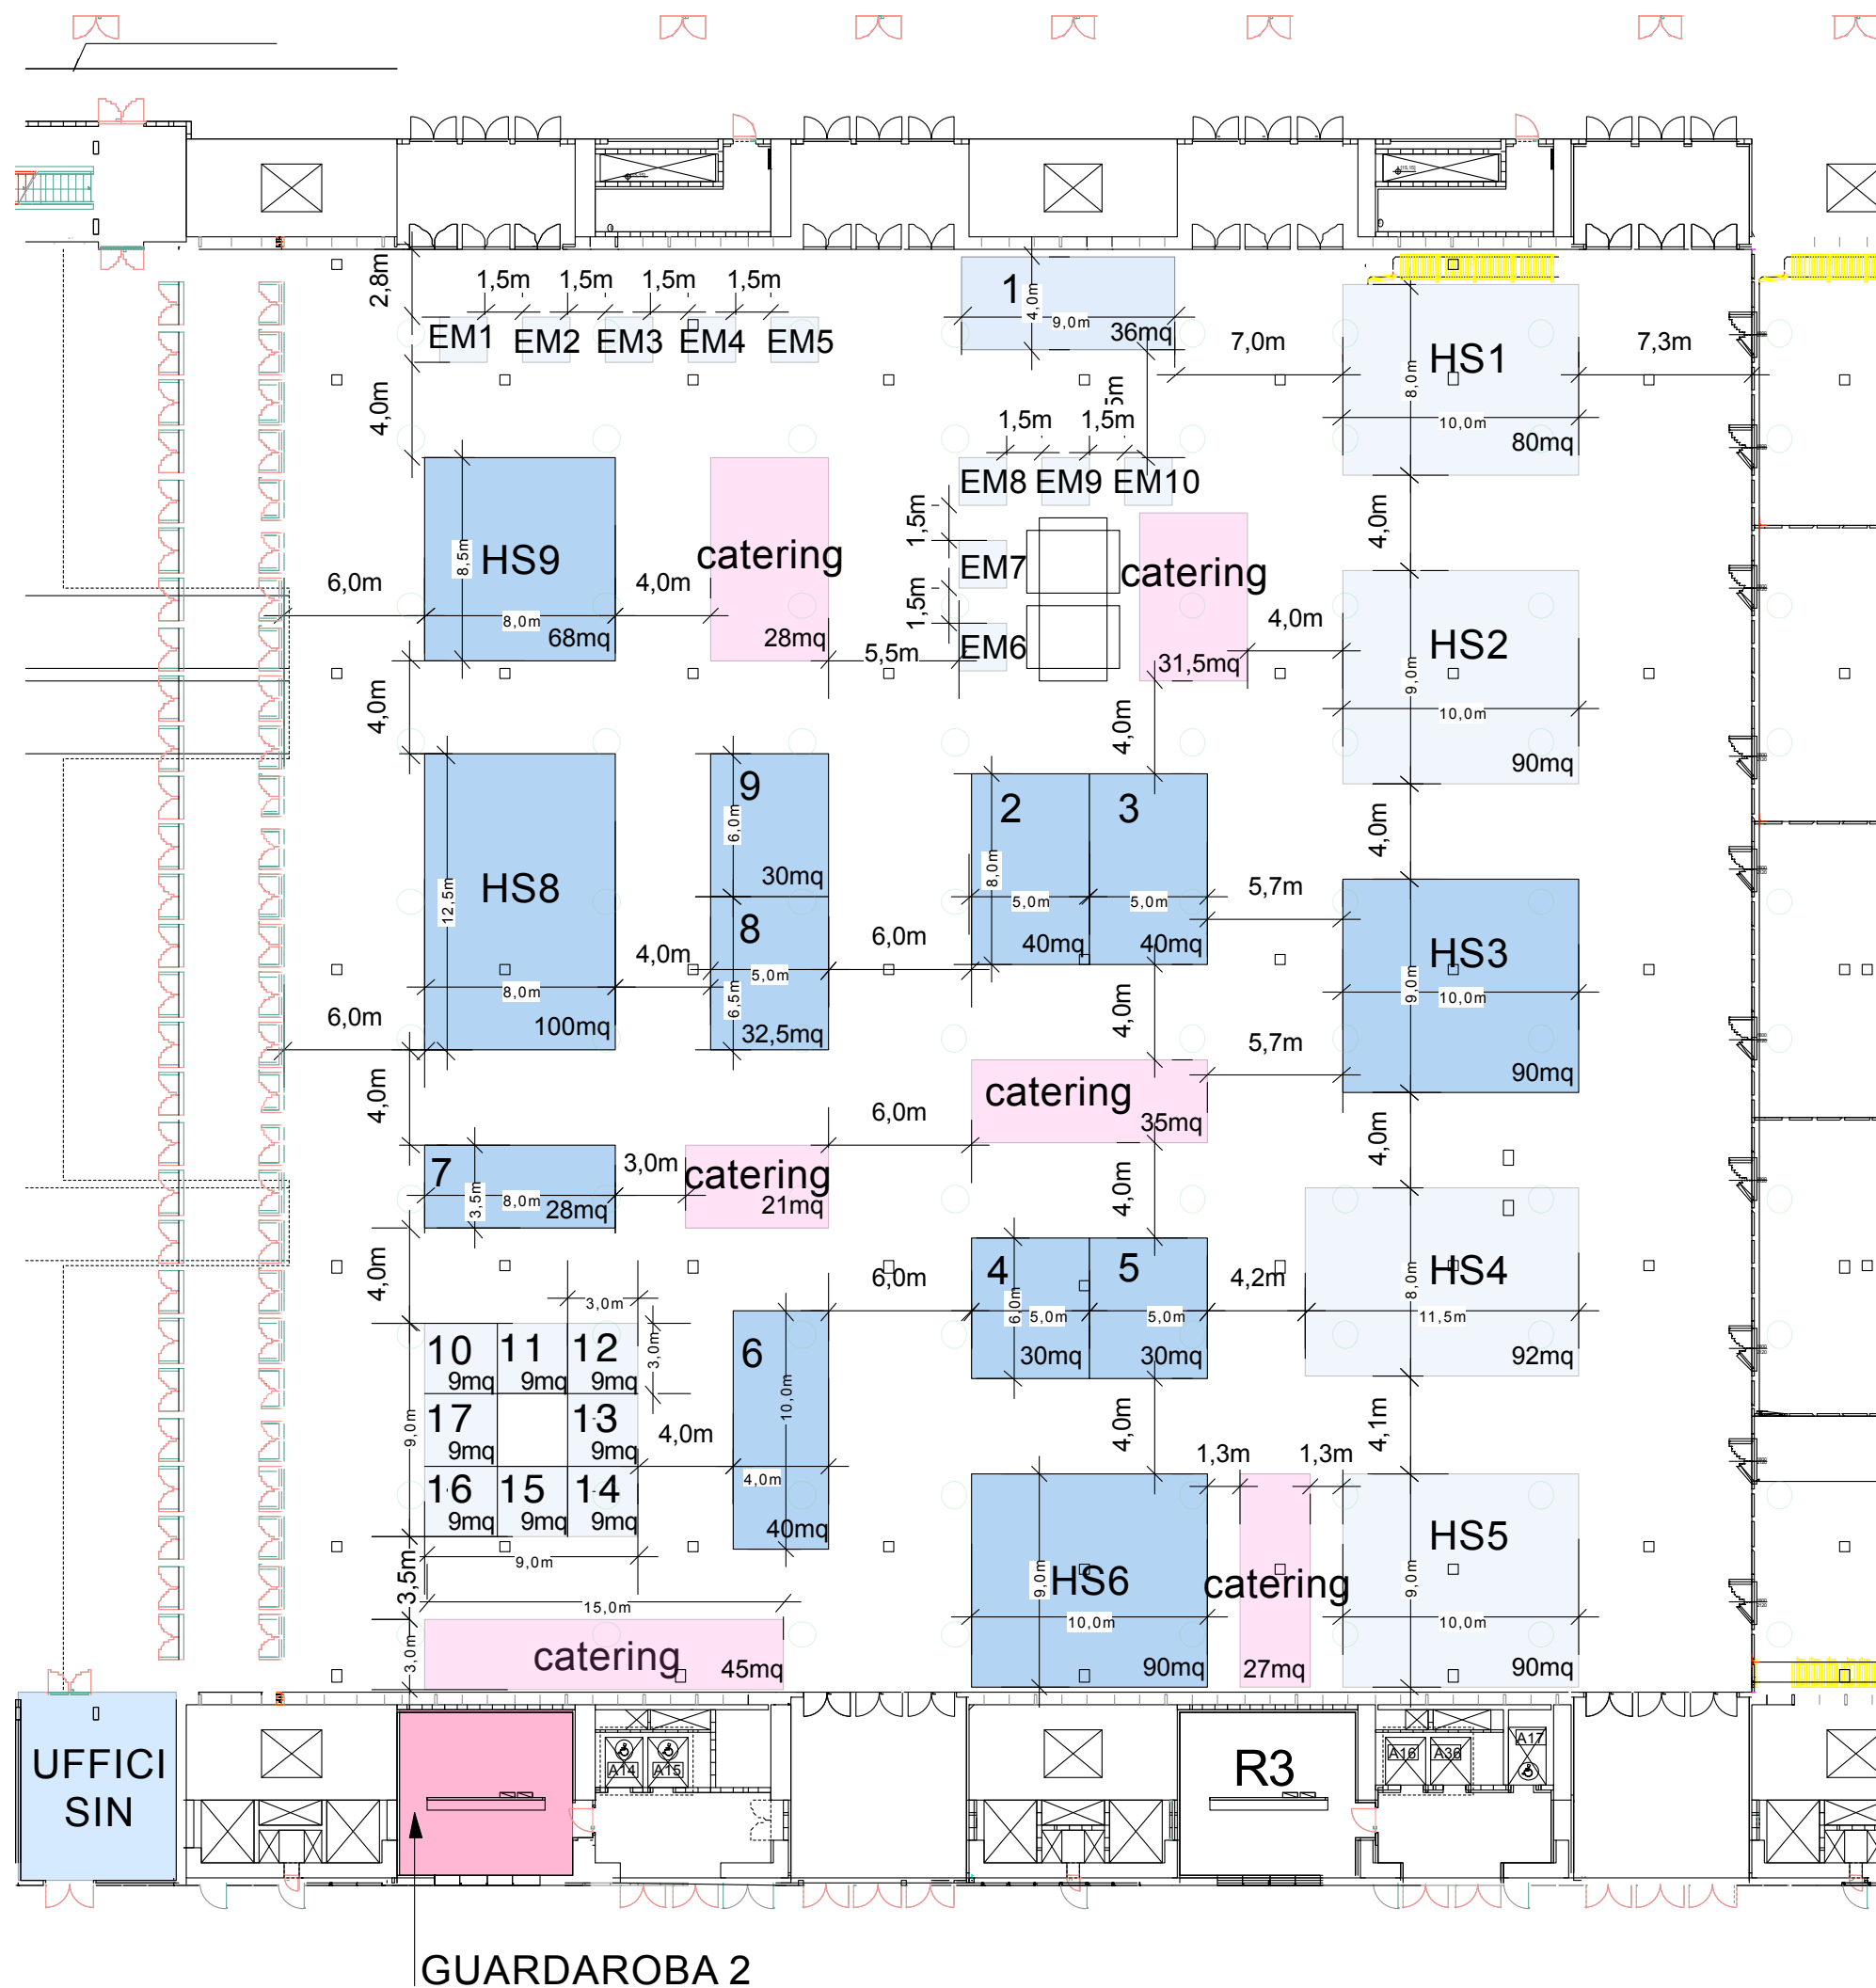 2,8m
1,5m
1,5m
1,5m
1,5m
EM1
EM2
EM3
EM4
EM5
1
4,0m
9,0m
36mq
7,0m
HS1
8,0m
10,0m
80mq
7,3m
4,0m
1,5m
1,5m
5m
EM8
EM9
EM10
HS9
8,5m
8,0m
68mq
6,0m
4,0m
catering
28mq
5,5m
1,5m
EM7
1,5m
EM6
catering
31,5mq
4,0m
4,0m
HS2
9,0m
10,0m
90mq
4,0m
4,0m
HS8
12,5m
8,0m
100mq
6,0m
4,0m
9
6,0m
30mq
8
5,0m
6,5m
32,5mq
6,0m
2
8,0m
5,0m
40mq
3
5,0m
40mq
5,7m
4,0m
HS3
9,0m
10,0m
90mq
4,0m
5,7m
catering
35mq
4,0m
6,0m
7
3,5m
8,0m
28mq
3,0m
catering
21mq
4,0m
4,0m
4,0m
HS4
8,0m
11,5m
92mq
4,2m
4
6,0m
5,0m
30mq
5
5,0m
30mq
6,0m
3,0m
3,0m
10
9mq
11
9mq
12
9mq
17
9mq
13
9mq
16
9mq
15
9mq
14
9mq
9,0m
9,0m
4,0m
6
10,0m
4,0m
40mq
4,0m
4,1m
1,3m
1,3m
HS6
9,0m
10,0m
90mq
catering
27mq
HS5
9,0m
10,0m
90mq
3,5m
15,0m
3,0m
catering
45mq
UFFICI
SIN
A14
A15
R3
A16
A36
A17
GUARDAROBA 2